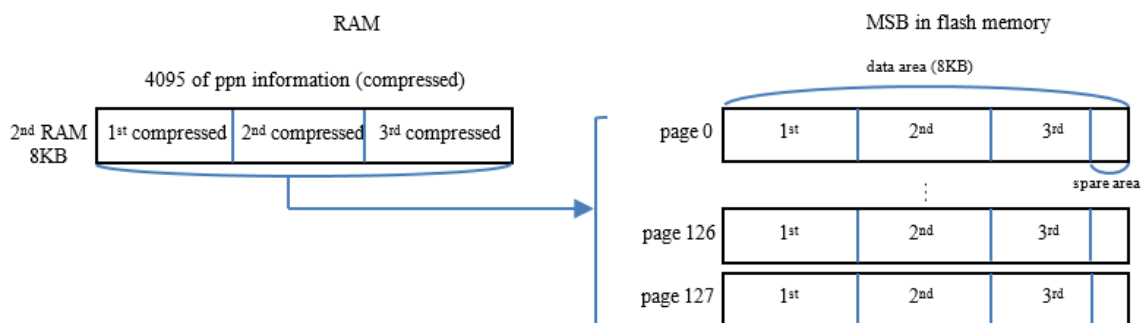 RAM
MSB in flash memory
4095 of ppn information (compressed)
data area (8KB)
2nd RAM
8KB
1st compressed 2nd compressed 3rd compressed
page 0 1st 2nd 3rd
spare area
⋮
page 126 1st 2nd 3rd
page 127 1st 2nd 3rd